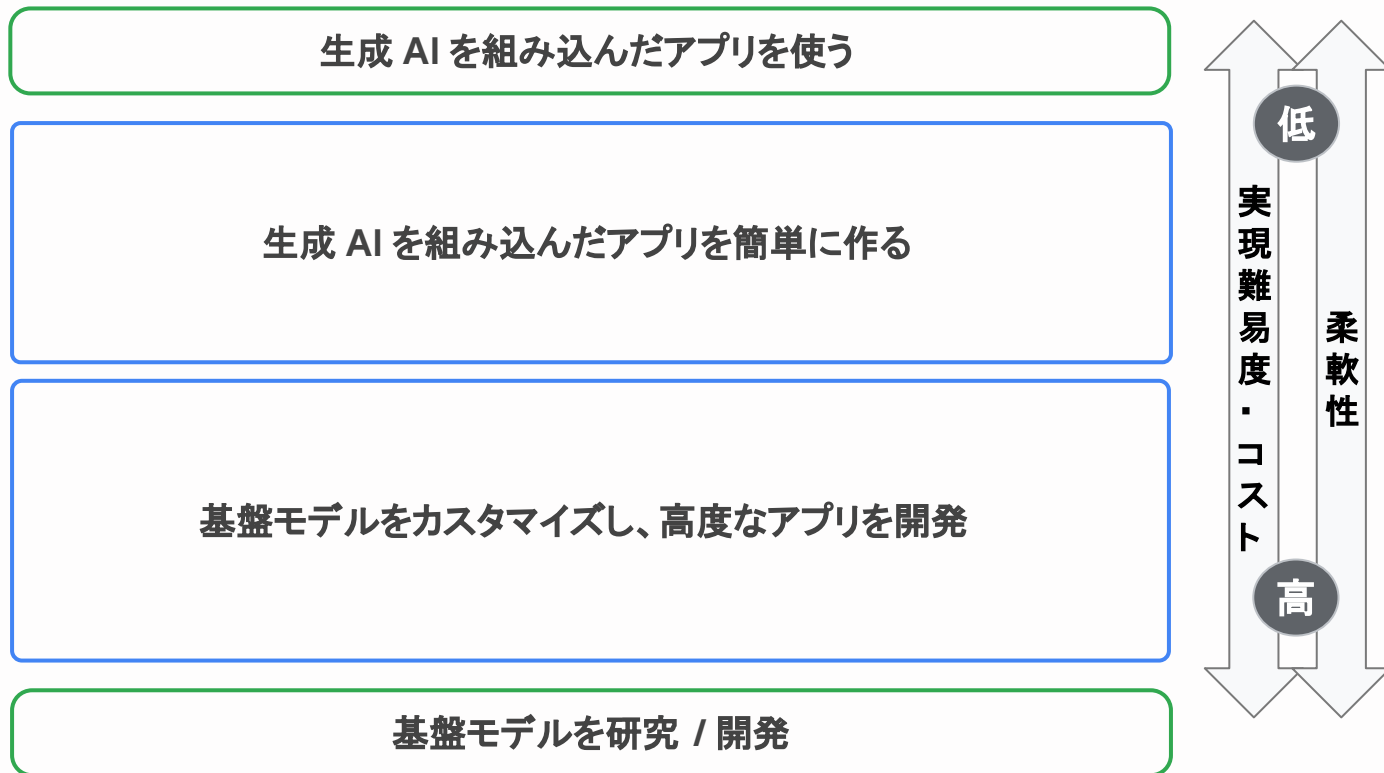 生成 AI を組み込んだアプリを使う
生成 AI を組み込んだアプリを簡単に作る
基盤モデルをカスタマイズし、高度なアプリを開発
基盤モデルを研究 / 開発
低
実現難易度・コスト
柔軟性
高